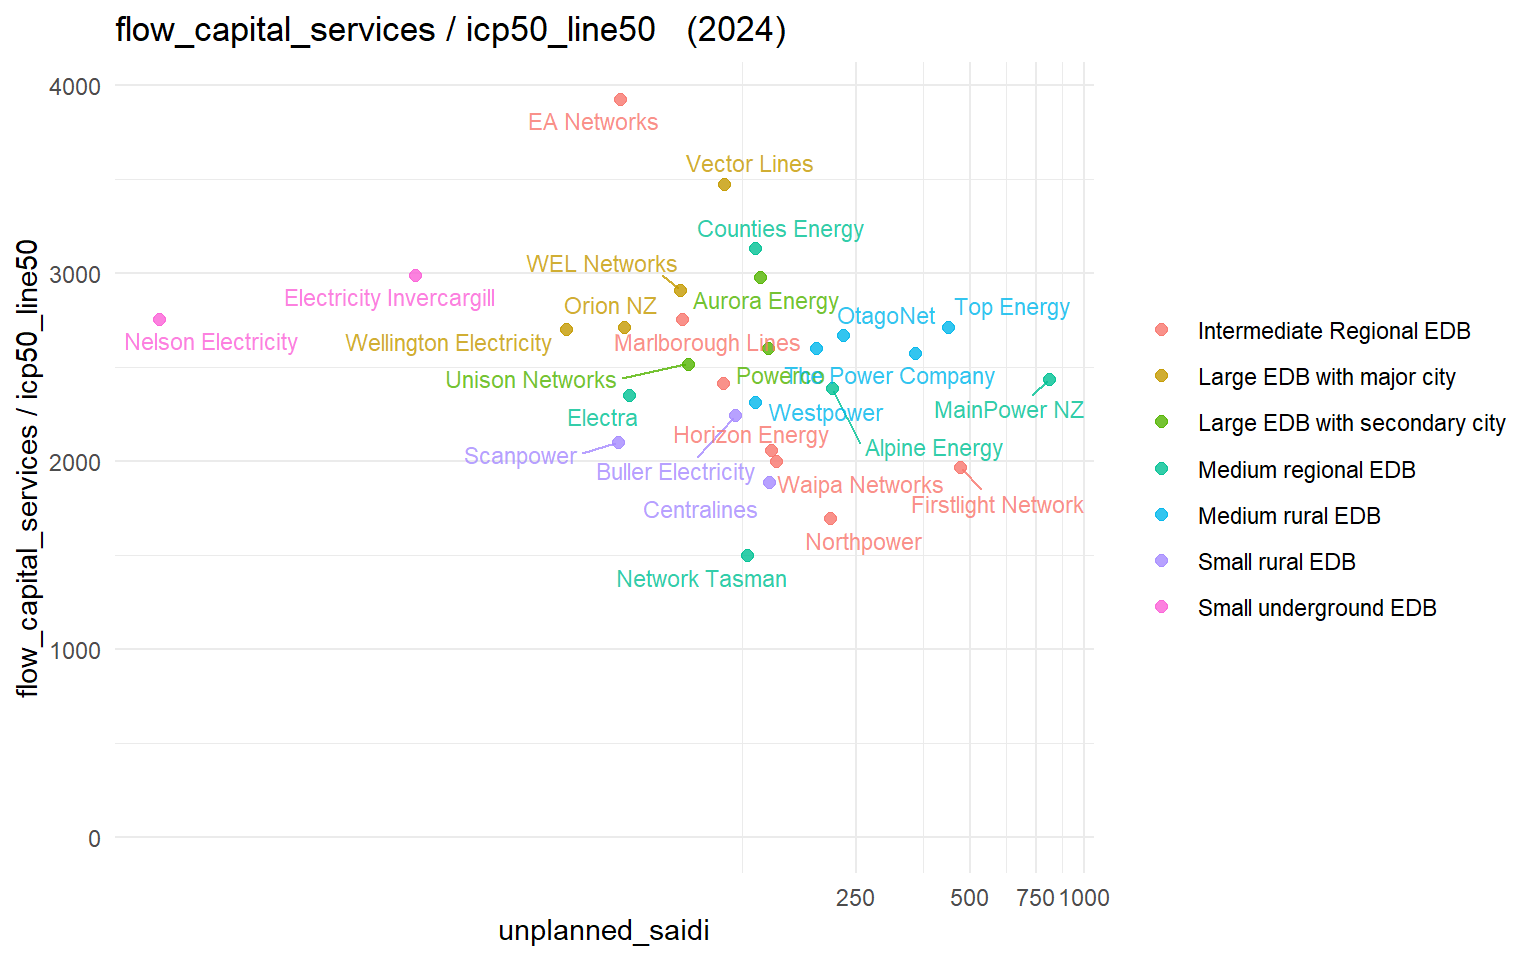 flow_capital_services / icp50_line50   (2024)
flow_capital_services / icp50_line50
4000
3000
2000
1000
0
EA Networks
Vector Lines
Counties Energy
WEL Networks
Electricity Invercargill
Aurora Energy
Orion NZ
Top Energy
OtagoNet
Nelson Electricity
Wellington Electricity
Marlborough Lines
Unison Networks
Powerco
The Power Company
Electra
Westpower
MainPower NZ
Horizon Energy
Alpine Energy
Scanpower
Buller Electricity
Waipa Networks
Centralines
Firstlight Network
Northpower
Network Tasman
250
500
750
1000
unplanned_saidi
Intermediate Regional EDB
Large EDB with major city
Large EDB with secondary city
Medium regional EDB
Medium rural EDB
Small rural EDB
Small underground EDB